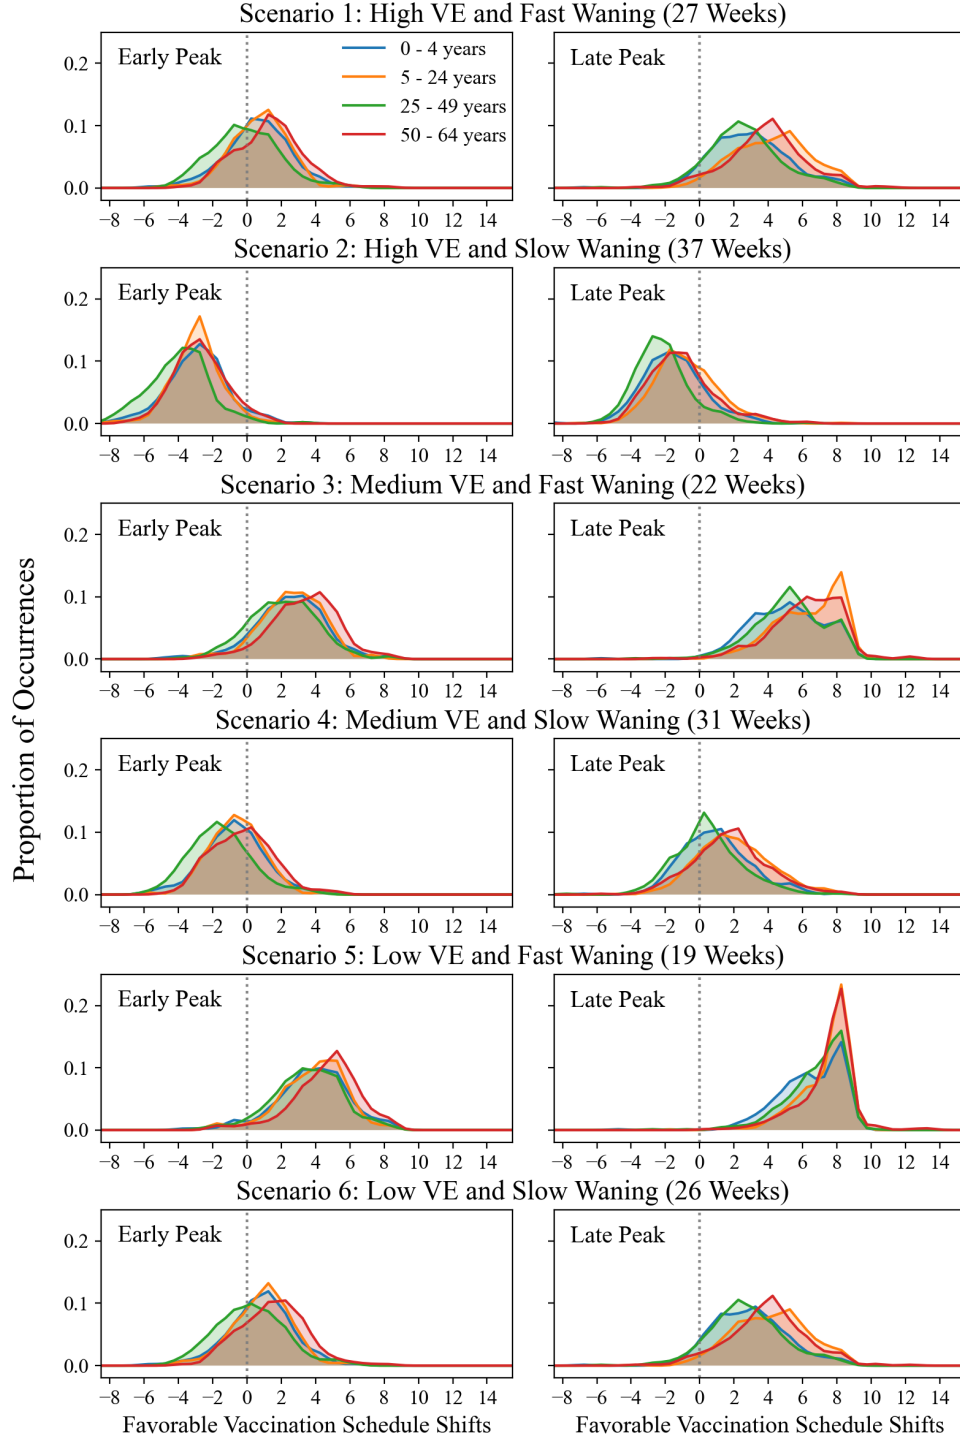 Scenario 1: High VE and Fast Waning (27 Weeks)
Early Peak
0 - 4 years
5 - 24 years
25 - 49 years
50 - 64 years
Late Peak
0.2
0.1
0.0
−8 −6 −4 −2 0 2 4 6 8 10 12 14
−8 −6 −4 −2 0 2 4 6 8 10 12 14
Scenario 2: High VE and Slow Waning (37 Weeks)
Early Peak
Late Peak
0.2
0.1
0.0
−8 −6 −4 −2 0 2 4 6 8 10 12 14
−8 −6 −4 −2 0 2 4 6 8 10 12 14
Scenario 3: Medium VE and Fast Waning (22 Weeks)
Early Peak
Late Peak
0.2
0.1
0.0
−8 −6 −4 −2 0 2 4 6 8 10 12 14
−8 −6 −4 −2 0 2 4 6 8 10 12 14
Proportion of Occurrences
Scenario 4: Medium VE and Slow Waning (31 Weeks)
Early Peak
Late Peak
0.2
0.1
0.0
−8 −6 −4 −2 0 2 4 6 8 10 12 14
−8 −6 −4 −2 0 2 4 6 8 10 12 14
Scenario 5: Low VE and Fast Waning (19 Weeks)
Early Peak
Late Peak
0.2
0.1
0.0
−8 −6 −4 −2 0 2 4 6 8 10 12 14
−8 −6 −4 −2 0 2 4 6 8 10 12 14
Scenario 6: Low VE and Slow Waning (26 Weeks)
Early Peak
Late Peak
0.2
0.1
0.0
−8 −6 −4 −2 0 2 4 6 8 10 12 14
−8 −6 −4 −2 0 2 4 6 8 10 12 14
Favorable Vaccination Schedule Shifts
Favorable Vaccination Schedule Shifts